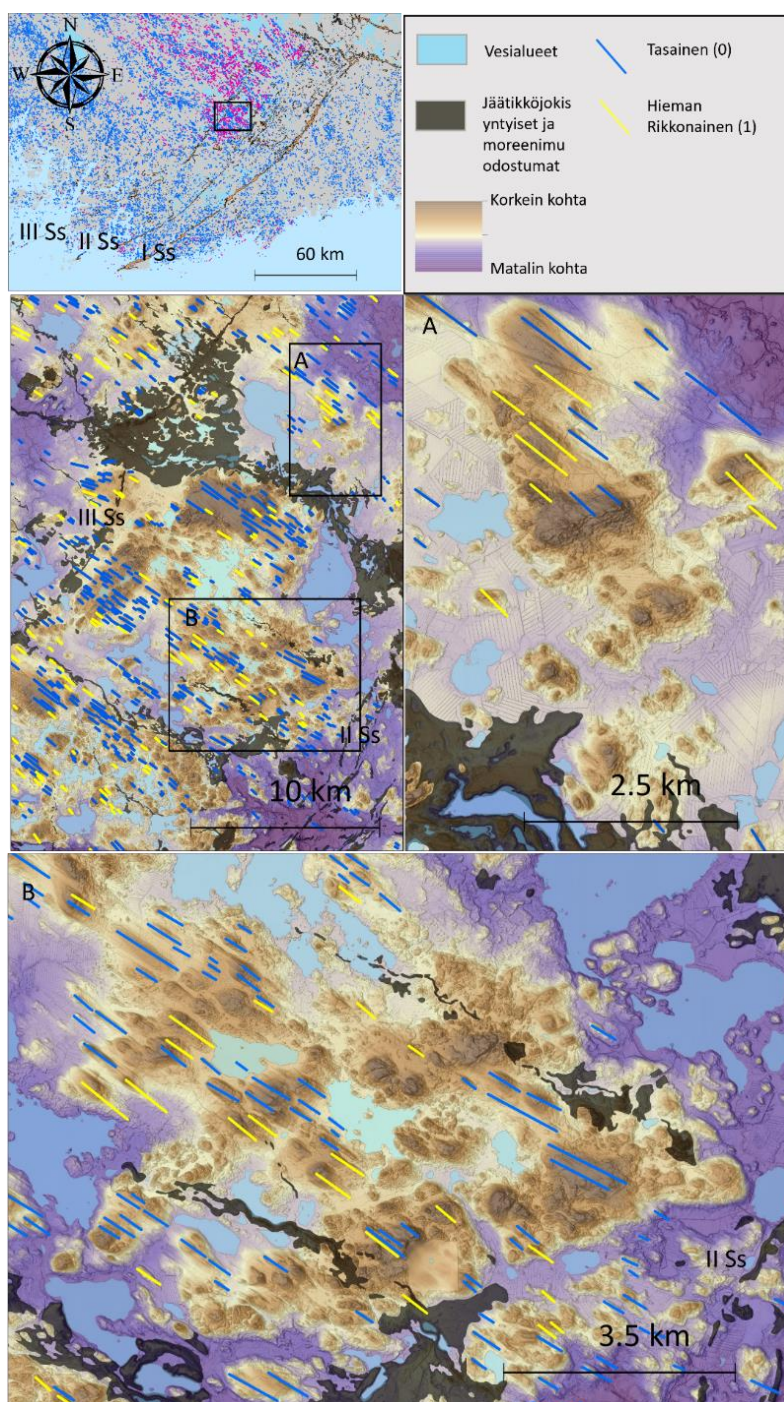 N
W E
S
III Ss
II Ss
I Ss
60 km
Vesialueet
Tasainen (0)
Jäätikköjokis
yntyiset ja
moreenimu
odostumat
Hieman
Rikkonainen (1)
Korkein kohta
Matalin kohta
A
III Ss
B
II Ss
10 km
A
2.5 km
B
II Ss
3.5 km